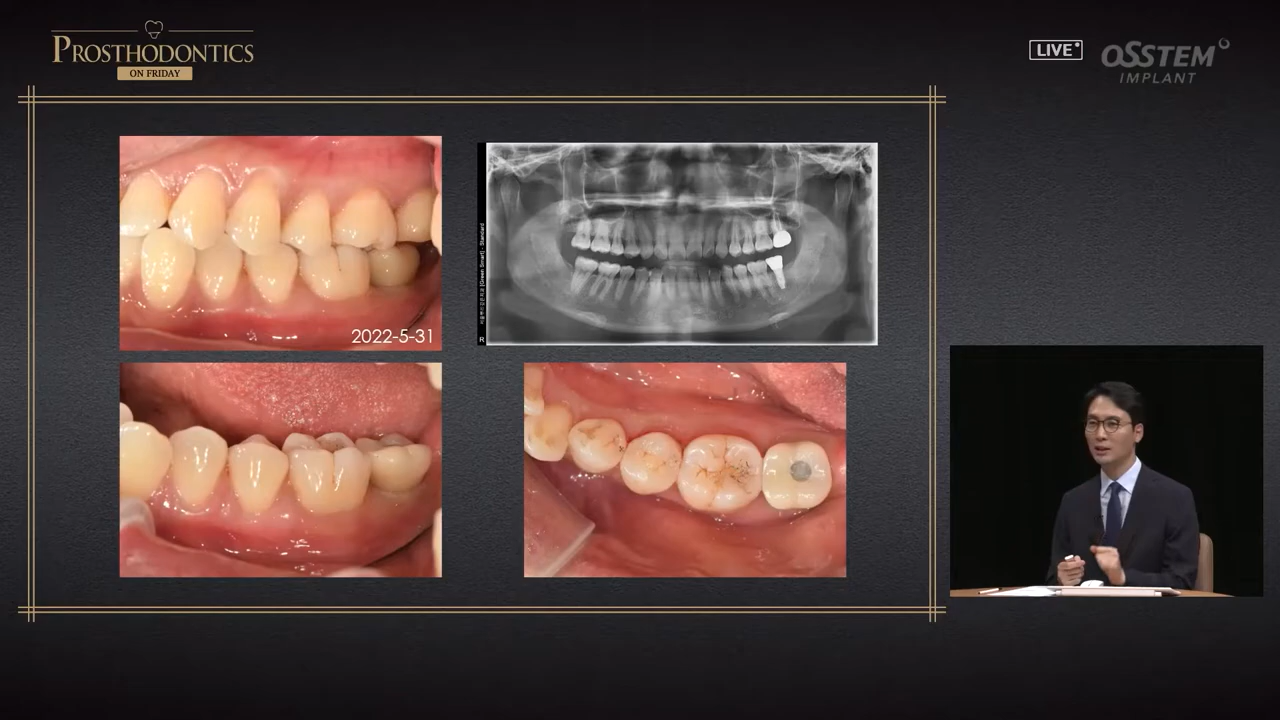 PROSTHODONTICS
ON FRIDAY
LIVE
OSSTEM
IMPLANT
2022-5-31
R